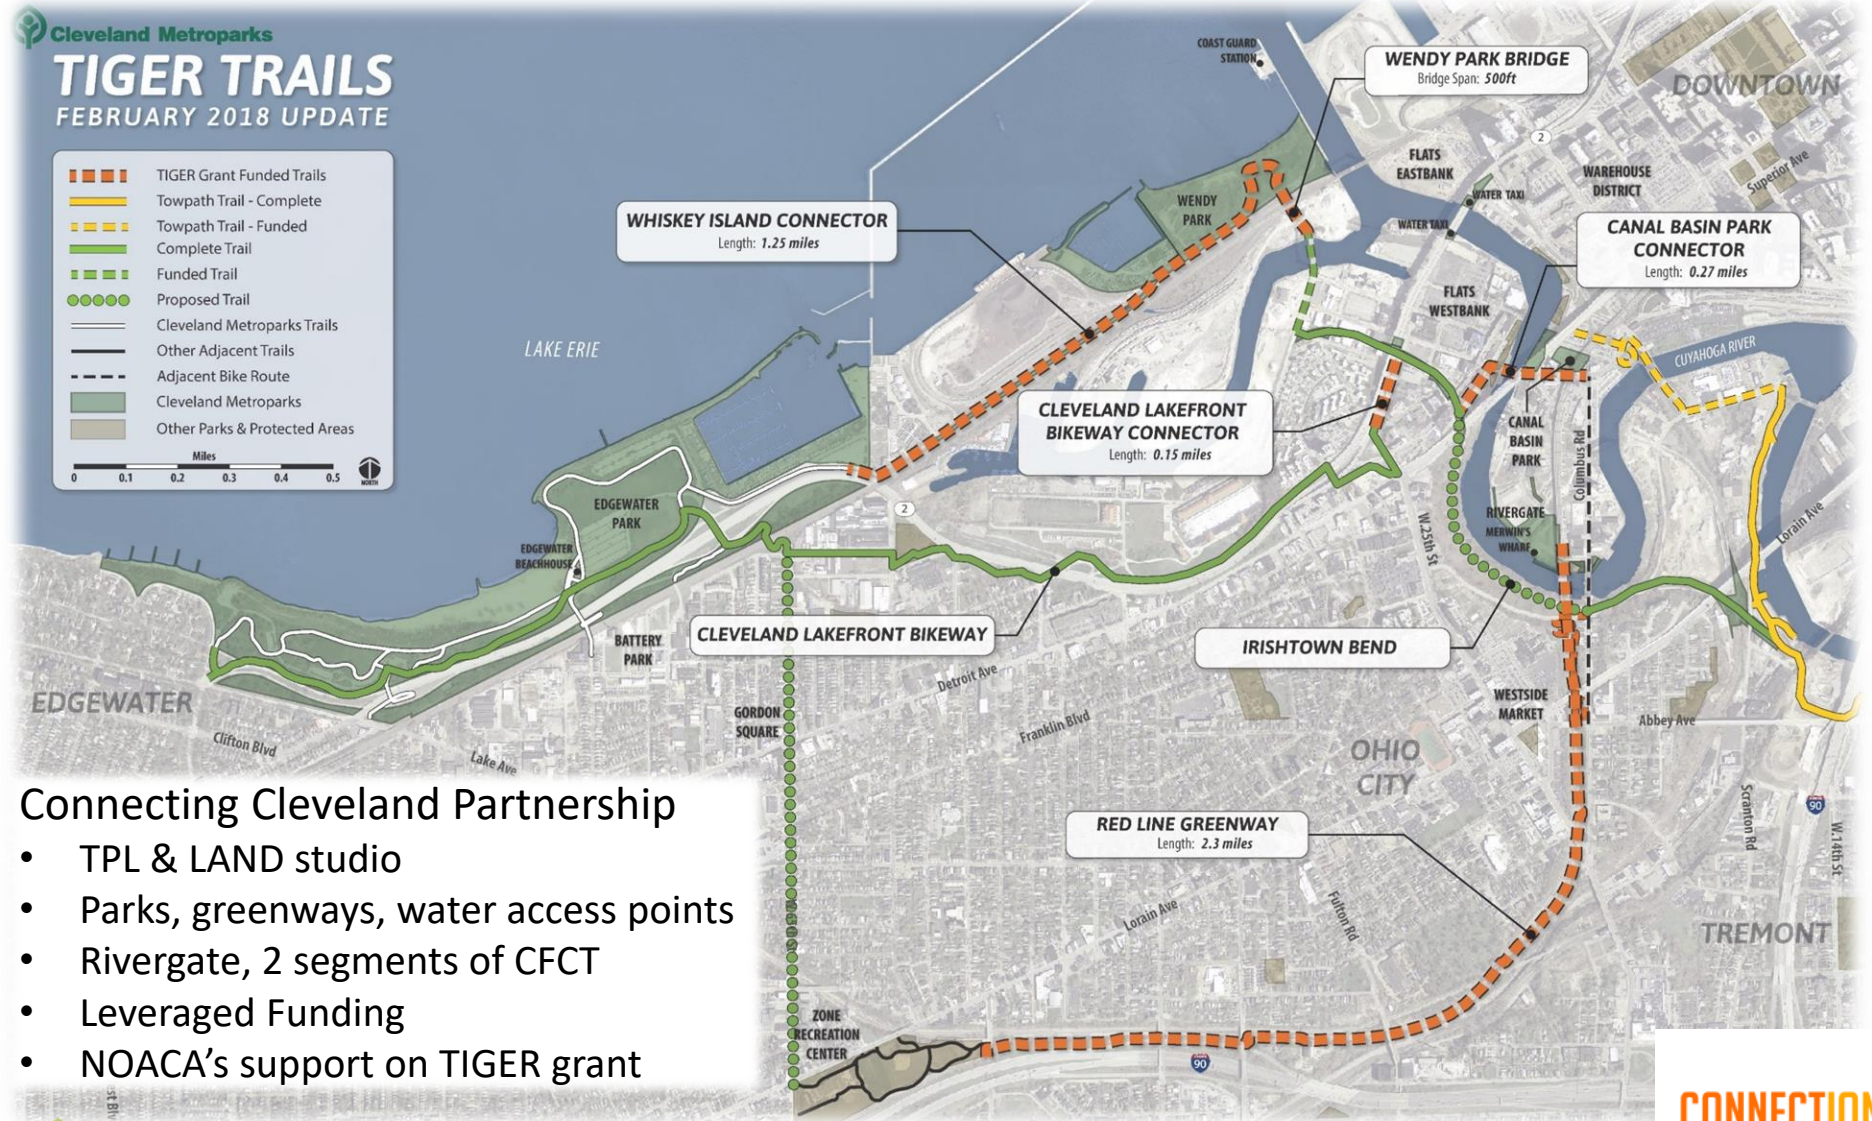 Cleveland Metroparks
TIGER TRAILS
FEBRUARY 2018 UPDATE
TIGER Grant Funded Trails
Towpath Trail - Complete
Towpath Trail - Funded
Complete Trail
Funded Trail
Proposed Trail
Cleveland Metroparks Trails
Other Adjacent Trails
Adjacent Bike Route
Cleveland Metroparks
Other Parks & Protected Areas
Miles
0 0.1 0.2 0.3 0.4 0.5
NORTH
COAST GUARD
STATION
WENDY PARK BRIDGE
Bridge Span: 500ft
DOWNTOWN
2
FLATS
EASTBANK
WAREHOUSE
DISTRICT
Superior Ave
WATER TAXI
WATER TAXI
WENDY
PARK
WHISKEY ISLAND CONNECTOR
Length: 1.25 miles
CANAL BASIN PARK
CONNECTOR
Length: 0.27 miles
FLATS
WESTBANK
LAKE ERIE
CUYAHOGA RIVER
CLEVELAND LAKEFRONT
BIKEWAY CONNECTOR
Length: 0.15 miles
CANAL
BASIN
PARK
Columbus Rd
EDGEWATER
PARK
2
W.25th St
RIVERGATE
MERWIN'S
WHARF
Lorain Ave
EDGEWATER
BEACHHOUSE
BATTERY
PARK
CLEVELAND LAKEFRONT BIKEWAY
IRISHTOWN BEND
EDGEWATER
Detroit Ave
WESTSIDE
MARKET
Abbey Ave
GORDON
SQUARE
Franklin Blvd
Clifton Blvd
Lake Ave
OHIO
CITY
Scranton Rd
90
W.14th St
RED LINE GREENWAY
Length: 2.3 miles
Fulton Rd
Lorain Ave
TREMONT
ZONE
RECREATION
CENTER
90
Connecting Cleveland Partnership
• TPL & LAND studio
• Parks, greenways, water access points
• Rivergate, 2 segments of CFCT
• Leveraged Funding
• NOACA's support on TIGER grant
CONNECTION